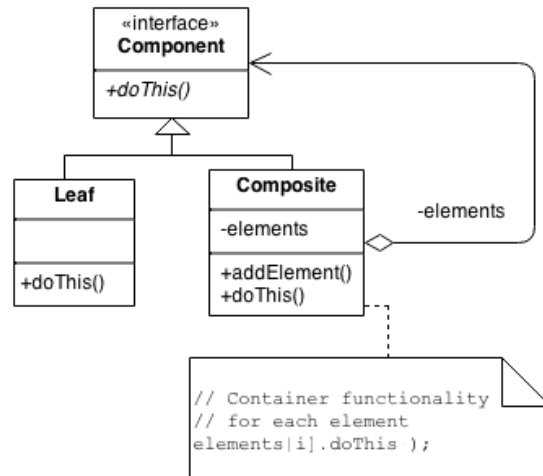 «interface»
Component
+doThis()
Leaf
+doThis()
Composite
-elements
+addElement()
+doThis()
-elements
// Container functionality
// for each element
elements|i].doThis );